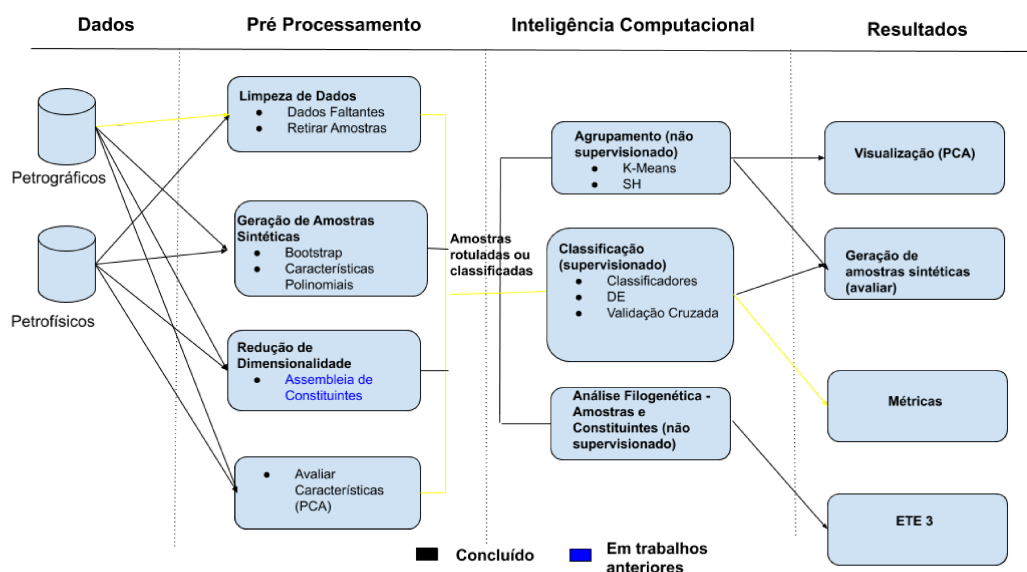 Dados
Pré Processamento
Inteligência Computacional
Resultados
Petrográficos
Petrofísicos
Limpeza de Dados
● Dados Faltantes
● Retirar Amostras
Geração de Amostras
Sintéticas
● Bootstrap
● Características
Polinomiais
Redução de
Dimensionalidade
● Assembleia de
Constituintes
● Avaliar
Característicaas
(PCA)
Amostras
rotuladas ou
classificadas
Agrupamento (não
supervisionado)
● K-Means
● SH
Classificação
(supervisionado)
● Classificadores
● DE
● Validação Cruzada
Análise Filogenética -
Amostras e
Constituintes (não
supervisionado)
Visualização (PCA)
Geração de
amostras sintéticas
(avaliar)
Métricas
ETE 3
Concluído
Em trabalhos
anteriores